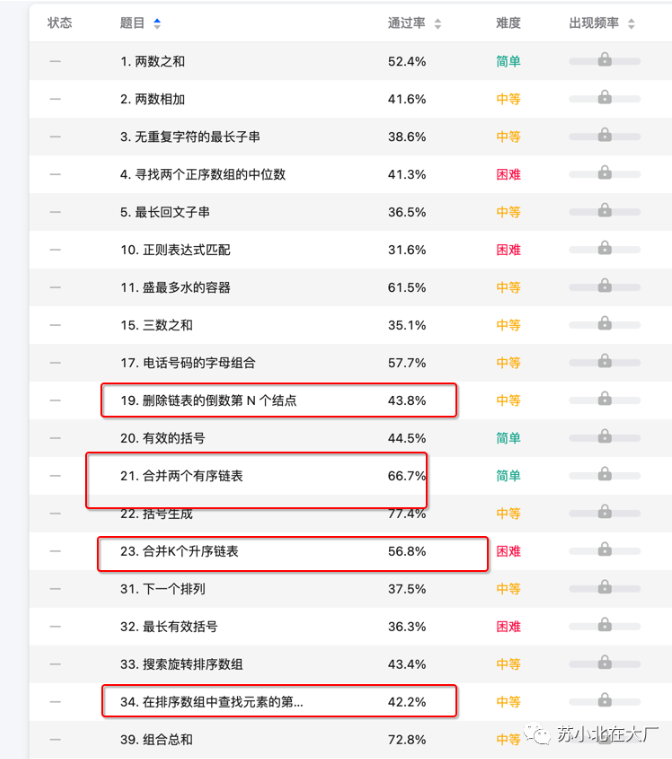 状态 题目 通过率 难度 出现频率
— 1. 两数之和 52.4% 简单
— 2. 两数相加 41.6% 中等
— 3. 无重复字符的最长子串 38.6% 中等
— 4. 寻找两个正序数组的中位数 41.3% 困难
— 5. 最长回文子串 36.5% 中等
— 10. 正则表达式匹配 31.6% 困难
— 11. 盛最多水的容器 61.5% 中等
— 15. 三数之和 35.1% 中等
— 17. 电话号码的字母组合 57.7% 中等
— 19. 删除链表的倒数第 N 个结点 43.8% 中等
— 20. 有效的括号 44.5% 简单
— 21. 合并两个有序链表 66.7% 简单
— 22. 括号生成 77.4% 中等
— 23. 合并K个升序链表 56.8% 困难
— 31. 下一个排列 37.5% 中等
— 32. 最长有效括号 36.3% 困难
— 33. 搜索旋转排序数组 43.4% 中等
— 34. 在排序数组中查找元素的第... 42.2% 中等
— 39. 组合总和 72.8% 中等
苏小北在大厂